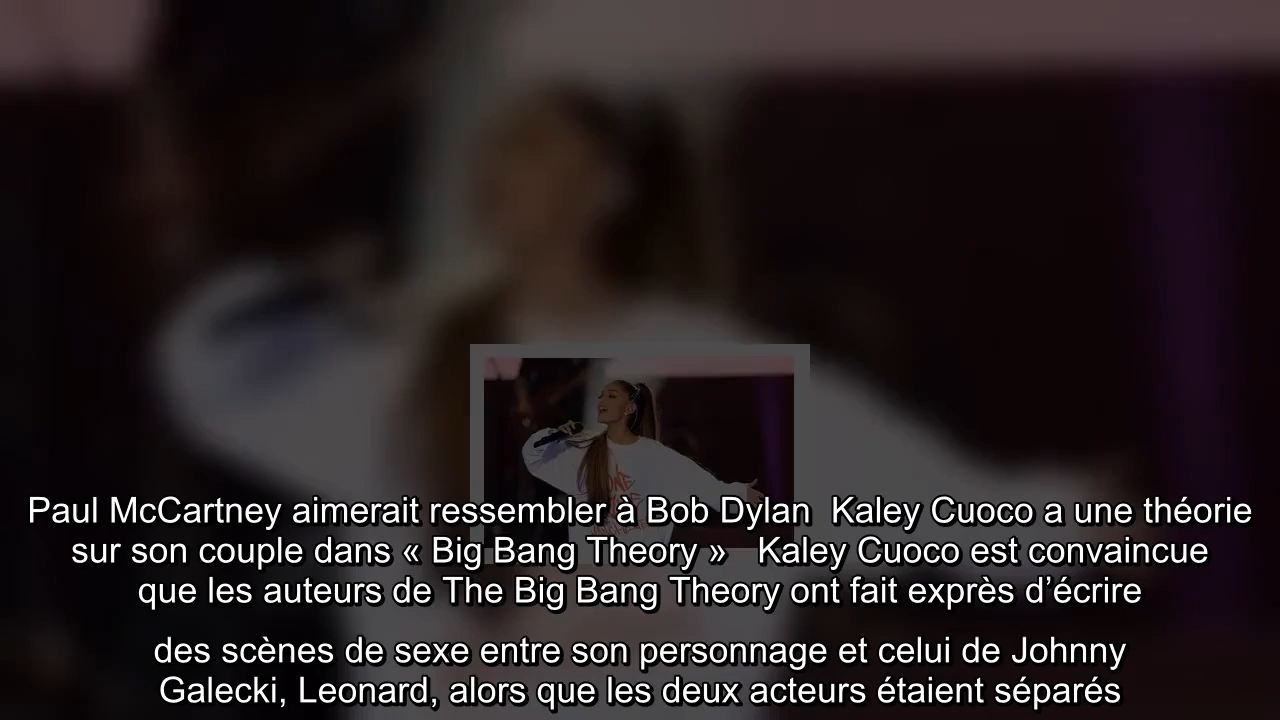 Paul McCartney aimerait ressembler à Bob Dylan  Kaley Cuoco a une théorie
sur son couple dans « Big Bang Theory »   Kaley Cuoco est convaincue
que les auteurs de The Big Bang Theory ont fait exprès d’écrire
des scènes de sexe entre son personnage et celui de Johnny
Galecki, Leonard, alors que les deux acteurs étaient séparés